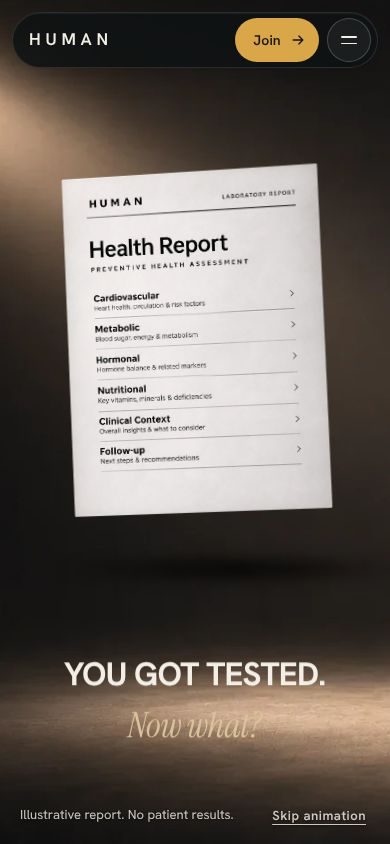 HUMAN
Join
HUMAN
LABORATORY REPORT
Health Report
PREVENTIVE HEALTH ASSESSMENT
Cardiovascular
Heart health, circulation & risk factors
Metabolic
Blood sugar, energy & metabolism
Hormonal
Hormone balance & related markers
Nutritional
Key vitamins, minerals & deficiencies
Clinical Context
Overall insights & what to consider
Follow-up
Next steps & recommendations
YOU GOT TESTED.
Now what?
Illustrative report. No patient results.
Skip animation